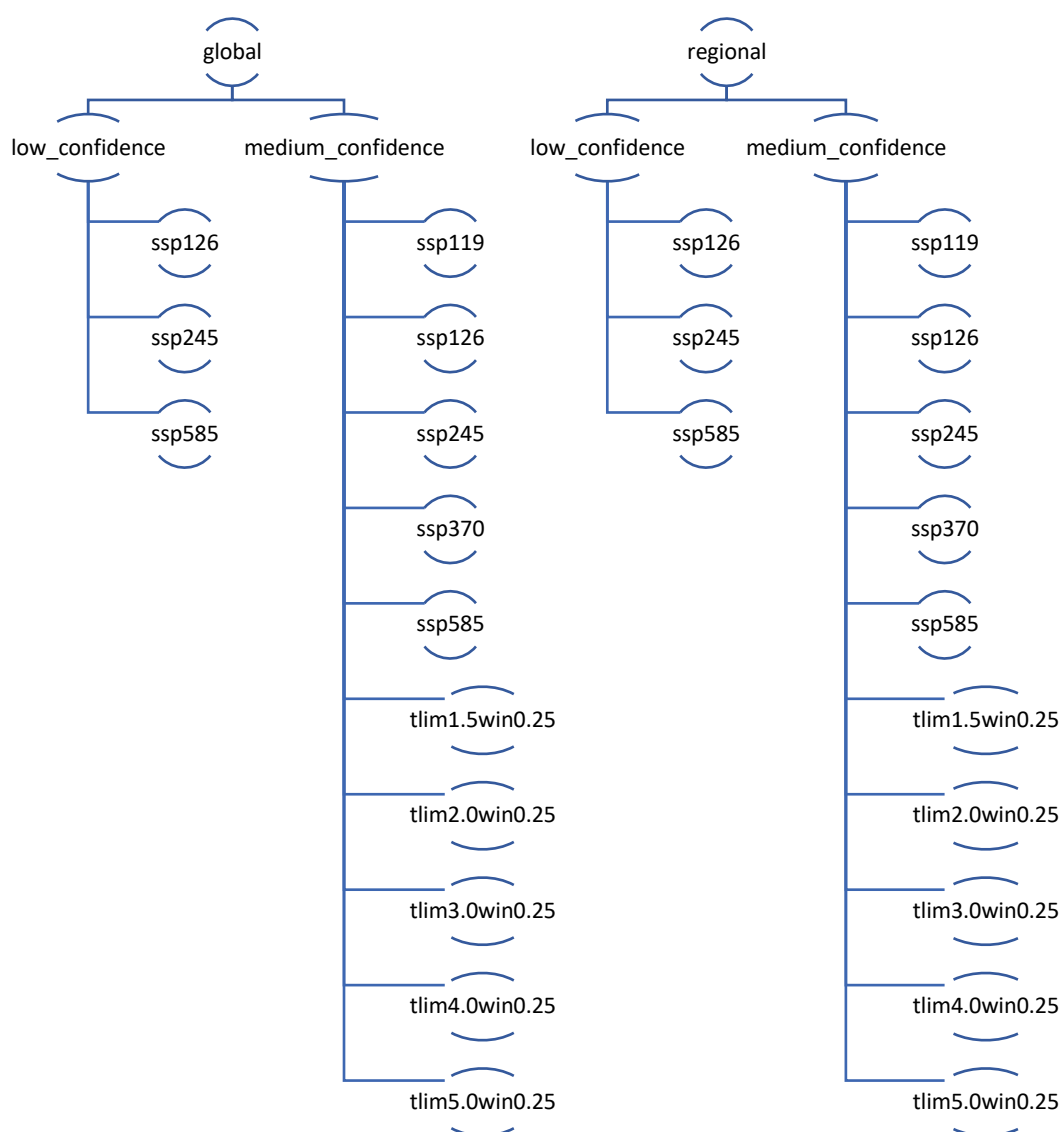 global
low_confidence
medium_confidence
ssp126
ssp245
ssp585
ssp119
ssp126
ssp245
ssp370
ssp585
tlim1.5win0.25
tlim2.0win0.25
tlim3.0win0.25
tlim4.0win0.25
tlim5.0win0.25
regional
low_confidence
medium_confidence
ssp126
ssp245
ssp585
ssp119
ssp126
ssp245
ssp370
ssp585
tlim1.5win0.25
tlim2.0win0.25
tlim3.0win0.25
tlim4.0win0.25
tlim5.0win0.25